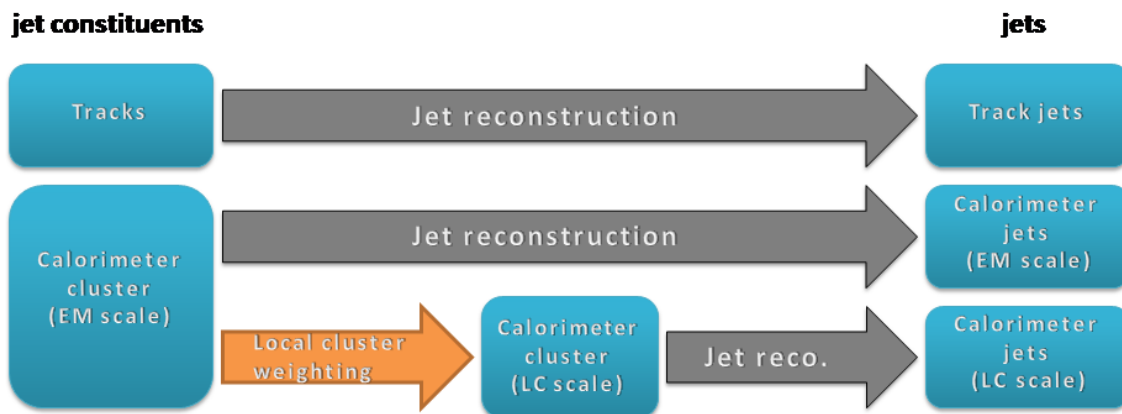 jet constituents
jets
Tracks
Jet reconstruction
Track jets
Calorimeter
cluster
(EM scale)
Jet reconstruction
Calorimeter
jets
(EM scale)
Local cluster
weighting
Calorimeter
cluster
(LC scale)
Jet reco.
Calorimeter
jets
(LC scale)